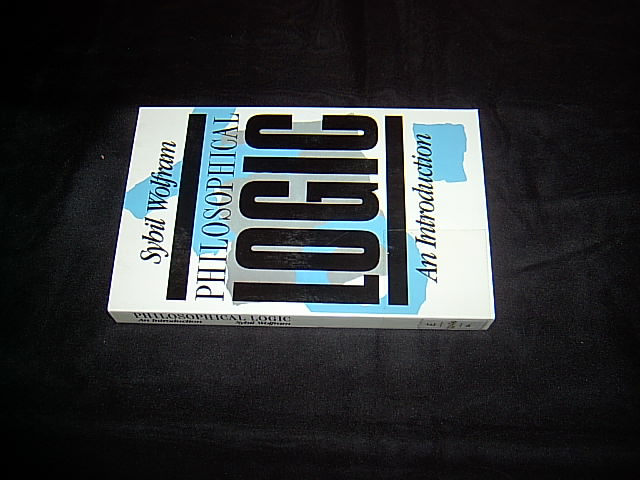 Sybil Wolfram
PHILOSOPHICAL
LOGIC
An Introduction
PHILOSOPHICAL LOGIC
An Introduction Sybil Wolfram